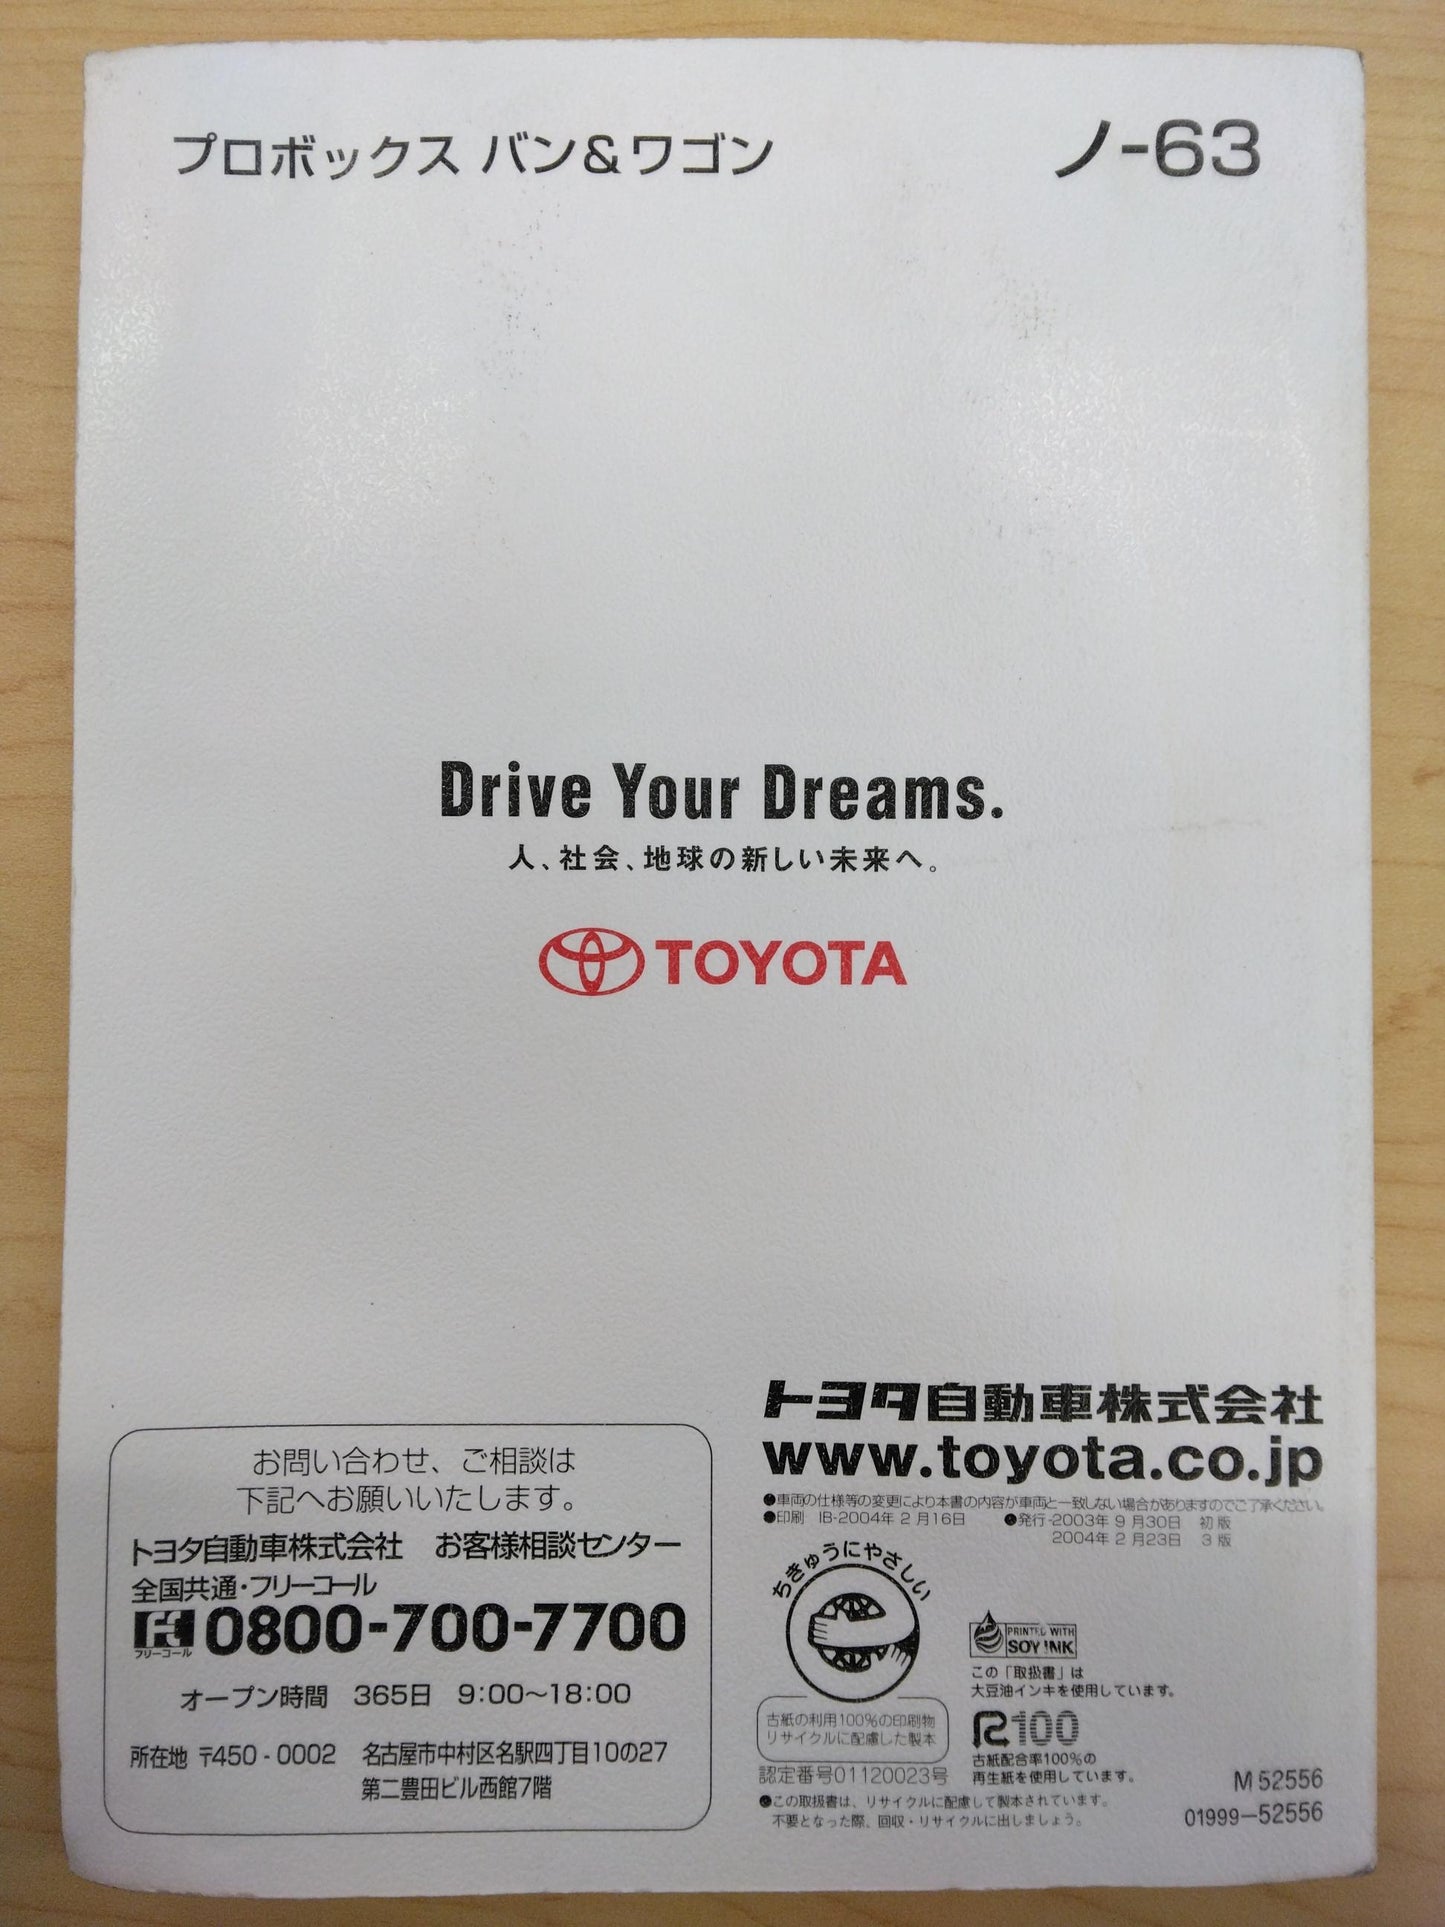 プロボックス バン&ワゴン
ノ-63
Drive Your Dreams.
人、社会、地球の新しい未来へ。
TOYOTA
お問い合わせ、ご相談は
下記へお願いいたします。
トヨタ自動車株式会社 お客様相談センター
全国共通・フリーコール
フリーコール 0800-700-7700
オープン時間 365日 9:00～18:00
所在地 〒450-0002 名古屋市中村区名駅四丁目10の27
第二豊田ビル西館7階
トヨタ自動車株式会社
www.toyota.co.jp
●車両の仕様等の変更により本書の内容が車両と一致しない場合がありますのでご了承ください。
●印刷 IB-2004年2月16日 ●発行-2003年9月30日 初版
2004年2月23日 3版
ちきゅうにやさしい
古紙の利用100%の印刷物
リサイクルに配慮した製本
認定番号01120023号
PRINTED WITH
SOY INK
この「取扱書」は
大豆油インキを使用しています。
R100
古紙配合率100%の
再生紙を使用しています。
●この取扱書は、リサイクルに配慮して製本されています。
不要となった際、回収・リサイクルに出しましょう。
M 52556
01999-52556